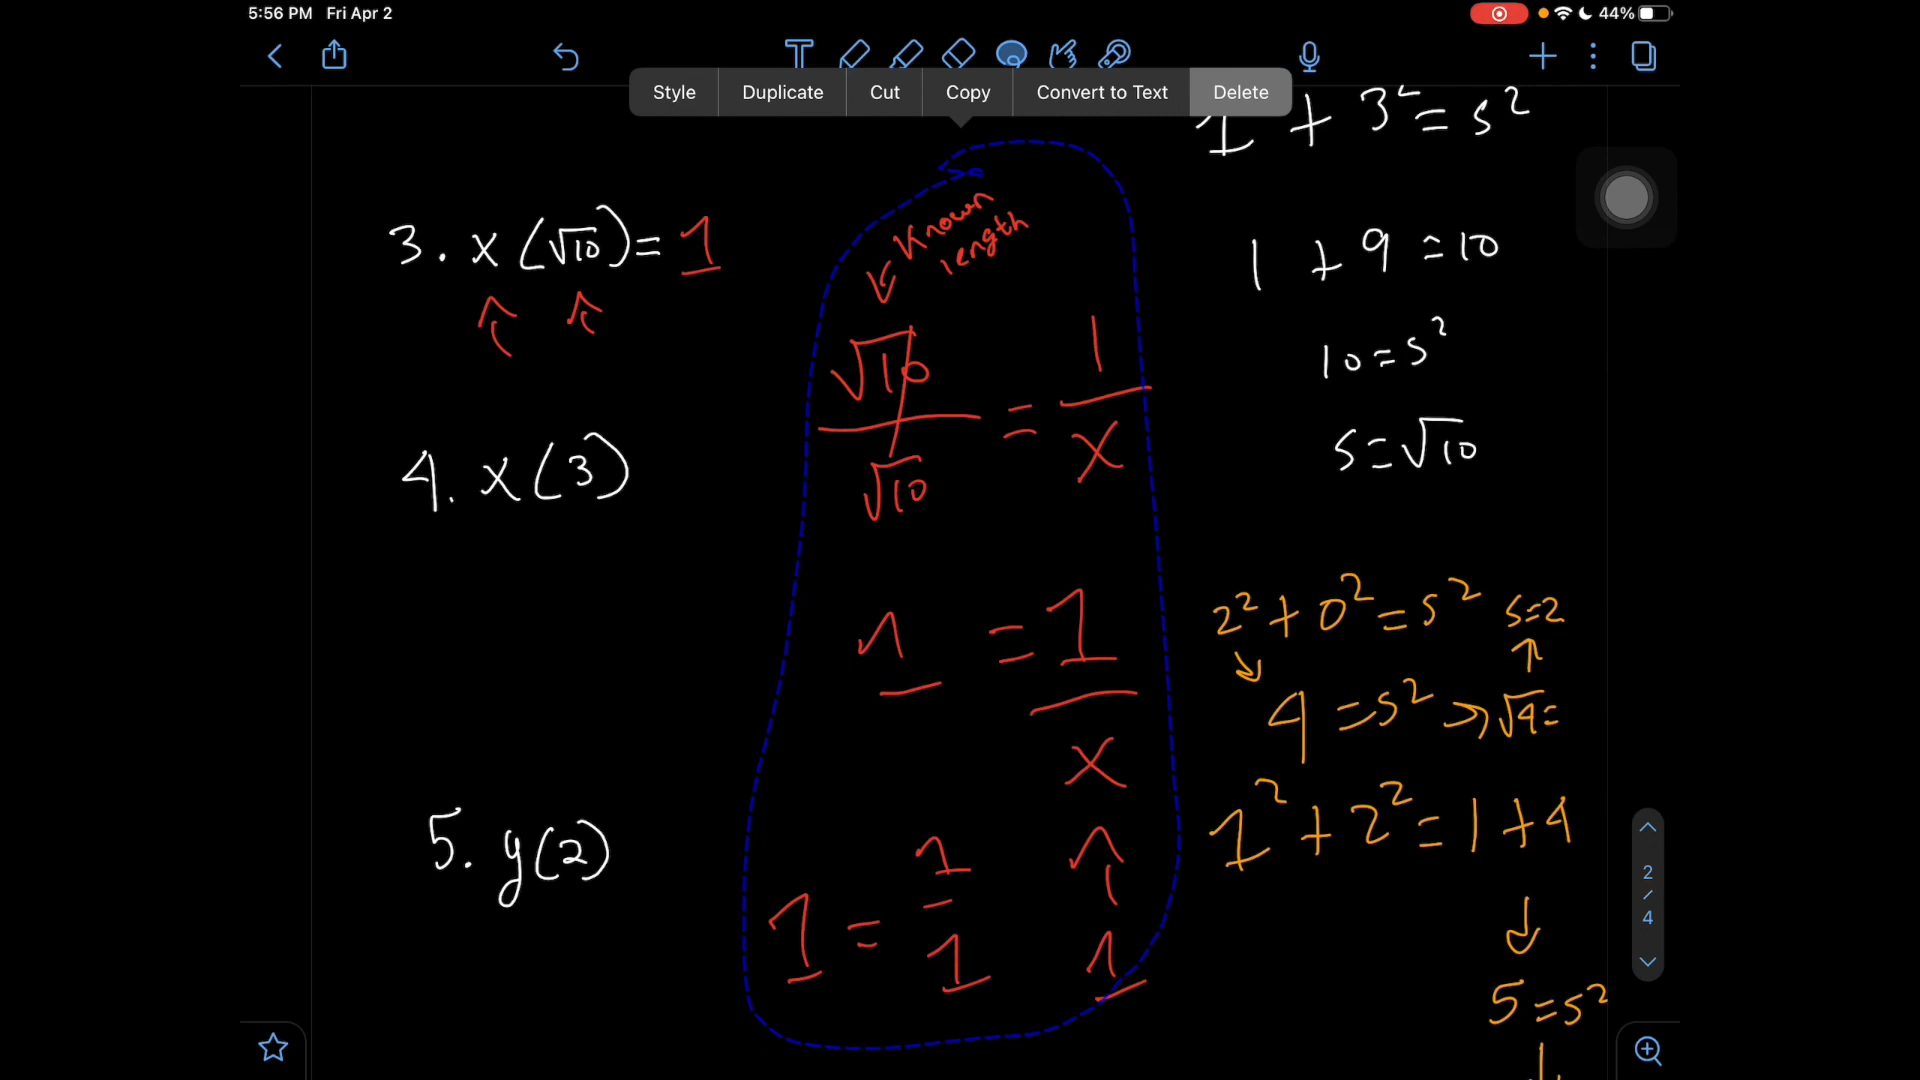 5:56 PM Fri Apr 2
44%
Style Duplicate Cut Copy Convert to Text Delete
1 + 3² = s²
3. x (√10) = 1
Known
length
√10 / √10 = 1 / x
1 + 9 = 10
10 = s²
s = √10
4. x (3)
1 = 1 / x
2² + 0² = s² s=2
4 = s² → √4 =
5. y(2)
1² + 2² = 1 + 4
1 = 1 / 1
1
5 = s²
2 / 4